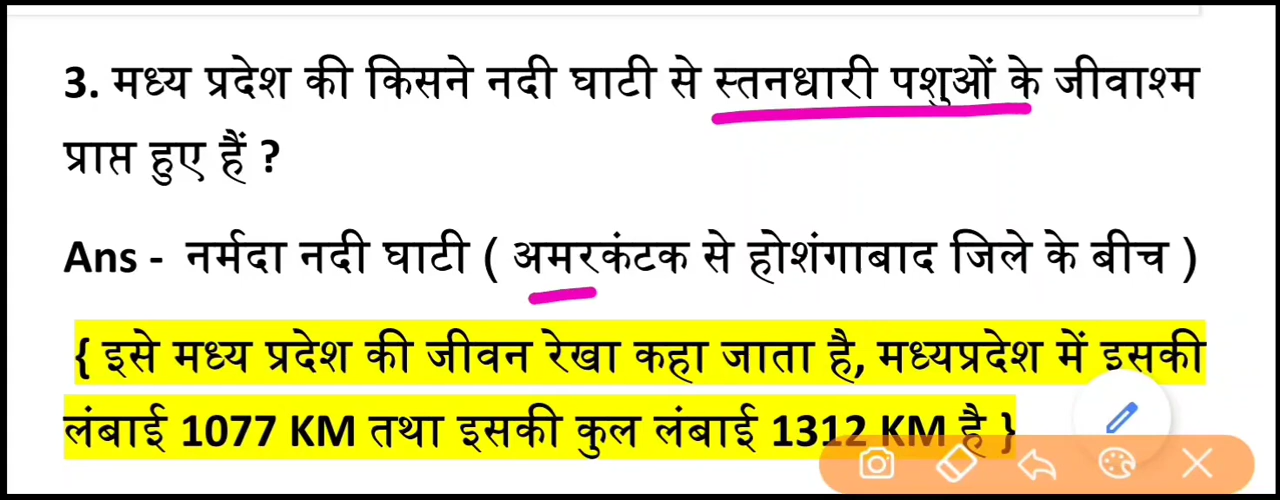 3. मध्य प्रदेश की किसने नदी घाटी से स्तनधारी पशुओं के जीवाश्म
प्राप्त हुए हैं ?
Ans - नर्मदा नदी घाटी ( अमरकंटक से होशंगाबाद जिले के बीच )
{ इसे मध्य प्रदेश की जीवन रेखा कहा जाता है, मध्यप्रदेश में इसकी
लंबाई 1077 KM तथा इसकी कुल लंबाई 1312 KM है }